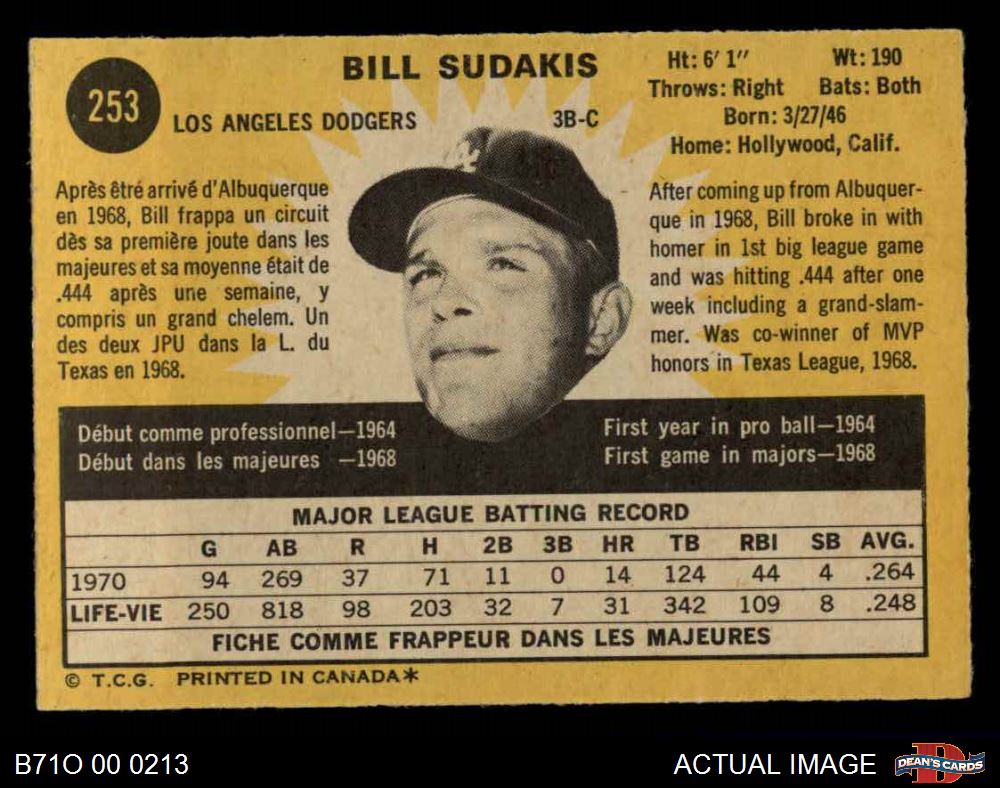 253
BILL SUDAKIS
LOS ANGELES DODGERS 3B-C
Ht: 6' 1" Wt: 190
Throws: Right Bats: Both
Born: 3/27/46
Home: Hollywood, Calif.
Après êtré arrivé d'Albuquerque
en 1968, Bill frappa un circuit
dès sa première joute dans les
majeures et sa moyenne était de
.444 après une semaine, y
compris un grand chelem. Un
des deux JPU dans la L. du
Texas en 1968.
After coming up from Albuquer-
que in 1968, Bill broke in with
homer in 1st big league game
and was hitting .444 after one
week including a grand-slam-
mer. Was co-winner of MVP
honors in Texas League, 1968.
Début comme professionnel—1964
Début dans les majeures —1968
First year in pro ball—1964
First game in majors—1968
MAJOR LEAGUE BATTING RECORD
G AB R H 2B 3B HR TB RBI SB AVG.
1970 94 269 37 71 11 0 14 124 44 4 .264
LIFE-VIE 250 818 98 203 32 7 31 342 109 8 .248
FICHE COMME FRAPPEUR DANS LES MAJEURES
© T.C.G. PRINTED IN CANADA*
B71O 00 0213
ACTUAL IMAGE
DEAN'S CARDS